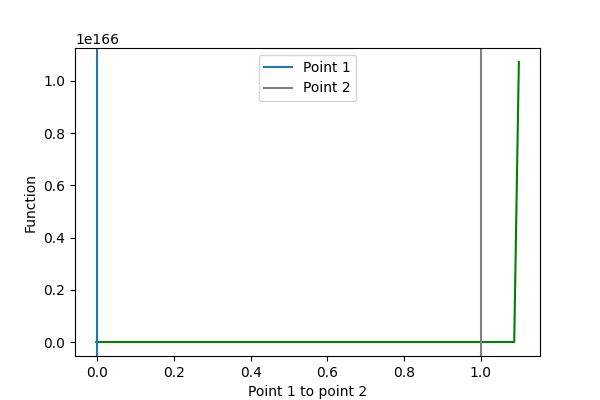 1e166
Point 1
Point 2
1.0
0.8
0.6
0.4
0.2
0.0
Function
0.0 0.2 0.4 0.6 0.8 1.0
Point 1 to point 2